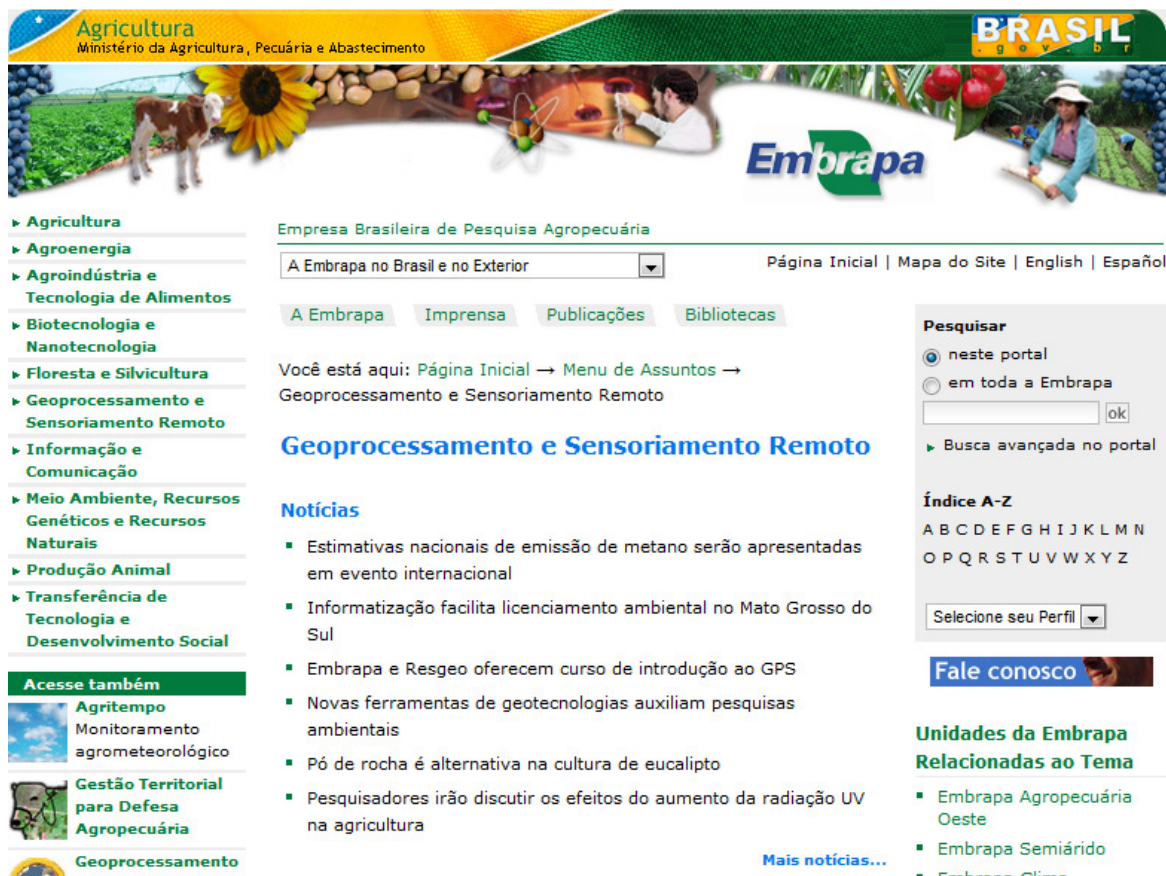 Agricultura
Ministério da Agricultura, Pecuária e Abastecimento
BRASIL
.gov.br
Embrapa
Agricultura
Agroenergia
Agroindústria e
Tecnologia de Alimentos
Biotecnologia e
Nanotecnologia
Floresta e Silvicultura
Geoprocessamento e
Sensoriamento Remoto
Informação e
Comunicação
Meio Ambiente, Recursos
Genéticos e Recursos
Naturais
Produção Animal
Transferência de
Tecnologia e
Desenvolvimento Social
Acesse também
Agritempo
Monitoramento
agrometeorológico
Gestão Territorial
para Defesa
Agropecuária
Geoprocessamento
Empresa Brasileira de Pesquisa Agropecuária
A Embrapa no Brasil e no Exterior
Página Inicial | Mapa do Site | English | Español
A Embrapa Imprensa Publicações Bibliotecas
Você está aqui: Página Inicial → Menu de Assuntos →
Geoprocessamento e Sensoriamento Remoto
Geoprocessamento e Sensoriamento Remoto
Notícias
Estimativas nacionais de emissão de metano serão apresentadas
em evento internacional
Informatização facilita licenciamento ambiental no Mato Grosso do
Sul
Embrapa e Resgeo oferecem curso de introdução ao GPS
Novas ferramentas de geotecnologias auxiliam pesquisas
ambientais
Pó de rocha é alternativa na cultura de eucalipto
Pesquisadores irão discutir os efeitos do aumento da radiação UV
na agricultura
Mais notícias...
Pesquisar
neste portal
em toda a Embrapa
ok
Busca avançada no portal
Índice A-Z
A B C D E F G H I J K L M N
O P Q R S T U V W X Y Z
Selecione seu Perfil
Fale conosco
Unidades da Embrapa
Relacionadas ao Tema
Embrapa Agropecuária
Oeste
Embrapa Semiárido
Embrapa Clima